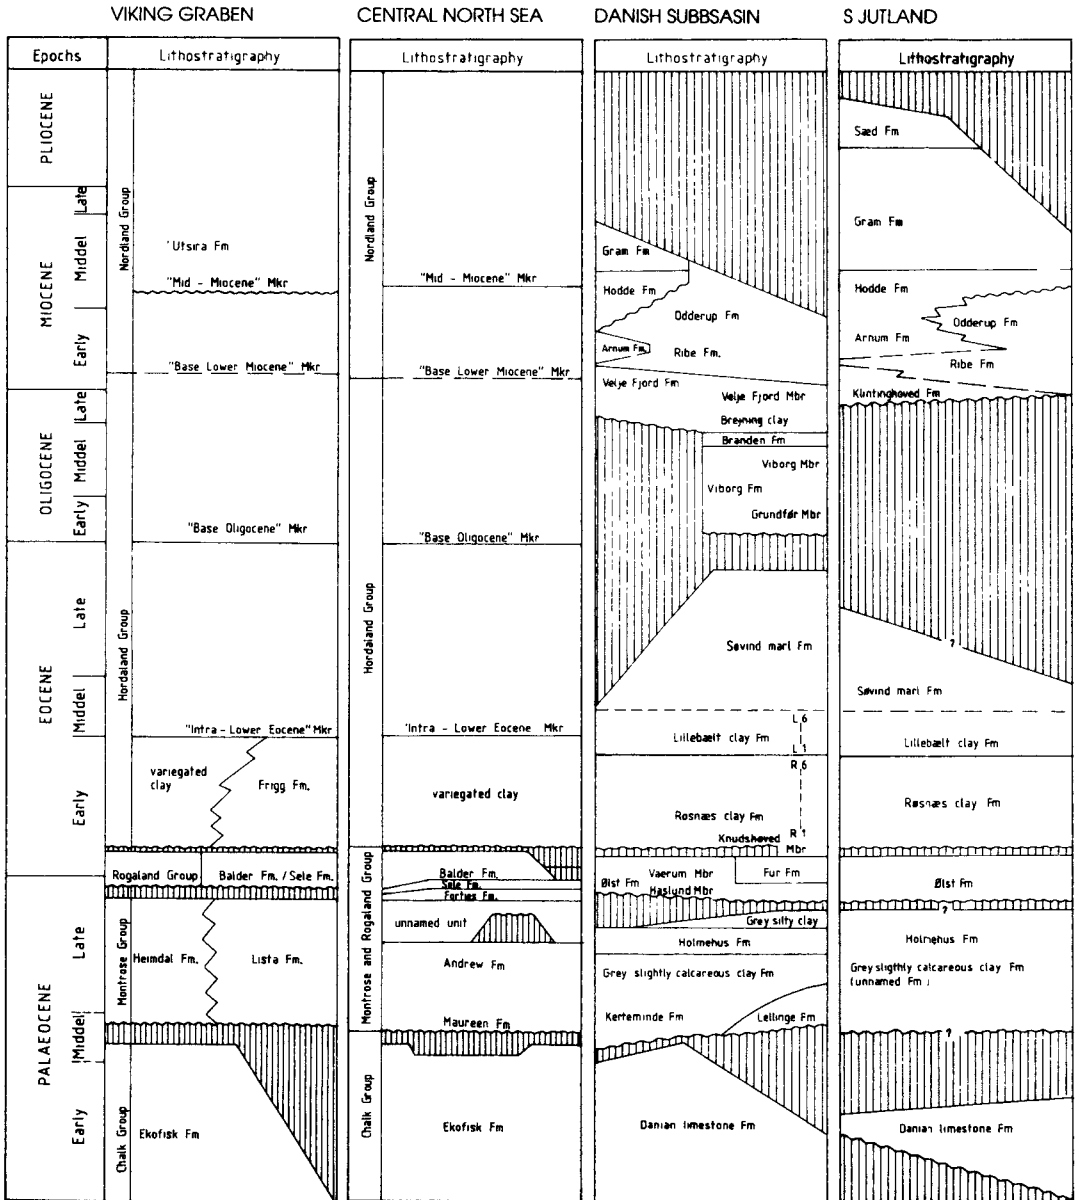 VIKING GRABEN
CENTRAL NORTH SEA
DANISH SUBBSASIN
S JUTLAND
Epochs
Lithostratigraphy
Lithostratigraphy
Lithostratigraphy
Lithostratigraphy
PLIOCENE
MIOCENE
Late
Middel
Early
OLIGOCENE
Late
Middel
Early
EOCENE
Late
Middel
Early
PALAEOCENE
Late
Middel
Early
Nordland Group
'Utsira Fm
"Mid - Miocene" Mkr
"Base Lower Miocene" Mkr
"Base Oligocene" Mkr
Hordaland Group
"Intra - Lower Eocene" Mkr
variegated
clay
Frigg Fm.
Rogaland Group
Balder Fm. / Sele Fm.
Montrose Group
Heimdal Fm.
Lista Fm.
Chalk Group
Ekofisk Fm
Nordland Group
"Mid - Miocene" Mkr
"Base Lower Miocene" Mkr
"Base Oligocene" Mkr
Hordaland Group
'Intra - Lower Eocene Mkr
variegated clay
Montrose and Rogaland Group
Balder Fm.
Sele Fm.
Forties Fm.
unnamed unit
Andrew Fm
Maureen Fm
Chalk Group
Ekofisk Fm
Gram Fm
Hodde Fm
Odderup Fm
Arnum Fm
Ribe Fm.
Velje Fjord Fm
Velje Fjord Mbr
Brejning clay
Branden Fm
Viborg Mbr
Viborg Fm
Grundfør Mbr
Søvind marl Fm
L 6
Lillebælt clay Fm
L 1
R 6
Røsnæs clay Fm
R 1
Knudshoved
Mbr
Værum Mbr
Fur Fm
Ølst Fm
Haslund Mbr
Grey silty clay
Holmehus Fm
Grey slightly calcareous clay Fm
Kerteminde Fm
Lellinge Fm
Danian limestone Fm
Sæd Fm
Gram Fm
Hodde Fm
Odderup Fm
Arnum Fm
Ribe Fm
Klintinghoved Fm
?
Søvind marl Fm
Lillebælt clay Fm
Røsnæs clay Fm
Ølst Fm
?
Holmehus Fm
Grey sligthly calcareous clay Fm
(unnamed Fm)
?
Danian limestone Fm